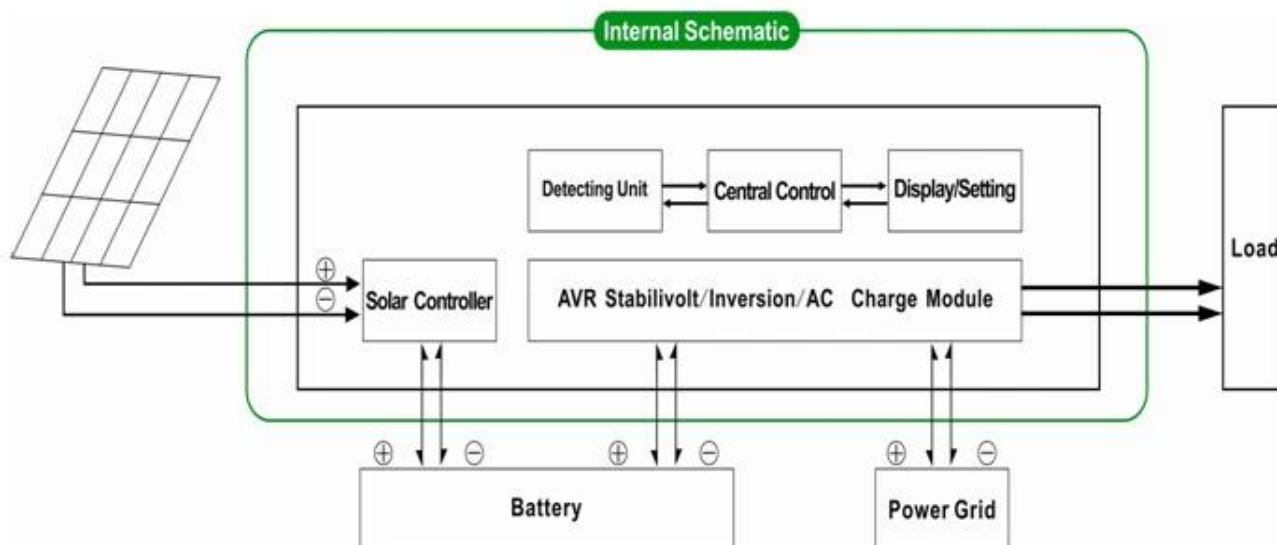 Internal Schematic
Detecting Unit
Central Control
Display/Setting
Load
⊕
⊖
Solar Controller
AVR Stabilivolt/Inversion/AC Charge Module
⊕
⊖
⊕
⊖
⊕
⊖
Battery
Power Grid